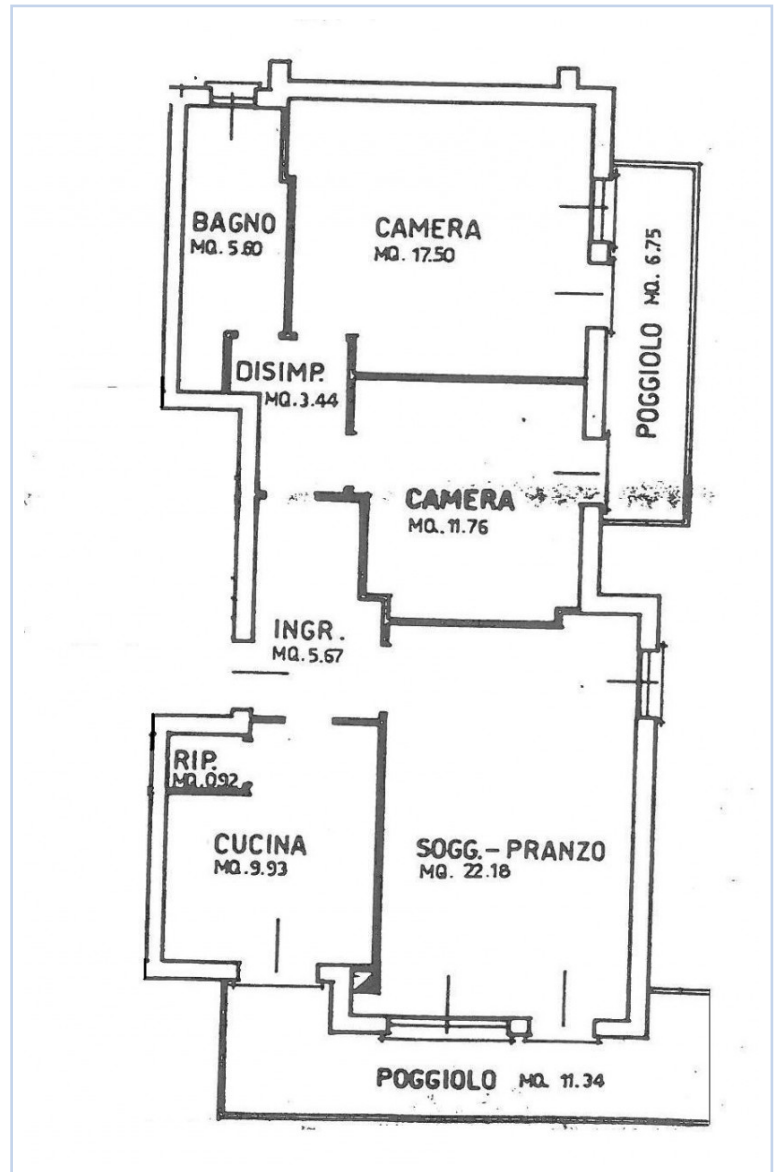 BAGNO
MQ. 5.60
CAMERA
MQ. 17.50
POGGIOLO MQ. 6.75
DISIMP.
MQ. 3.44
CAMERA
MQ. 11.76
INGR.
MQ. 5.67
RIP.
MQ. 0.92
CUCINA
MQ. 9.93
SOGG.-PRANZO
MQ. 22.18
POGGIOLO MQ. 11.34